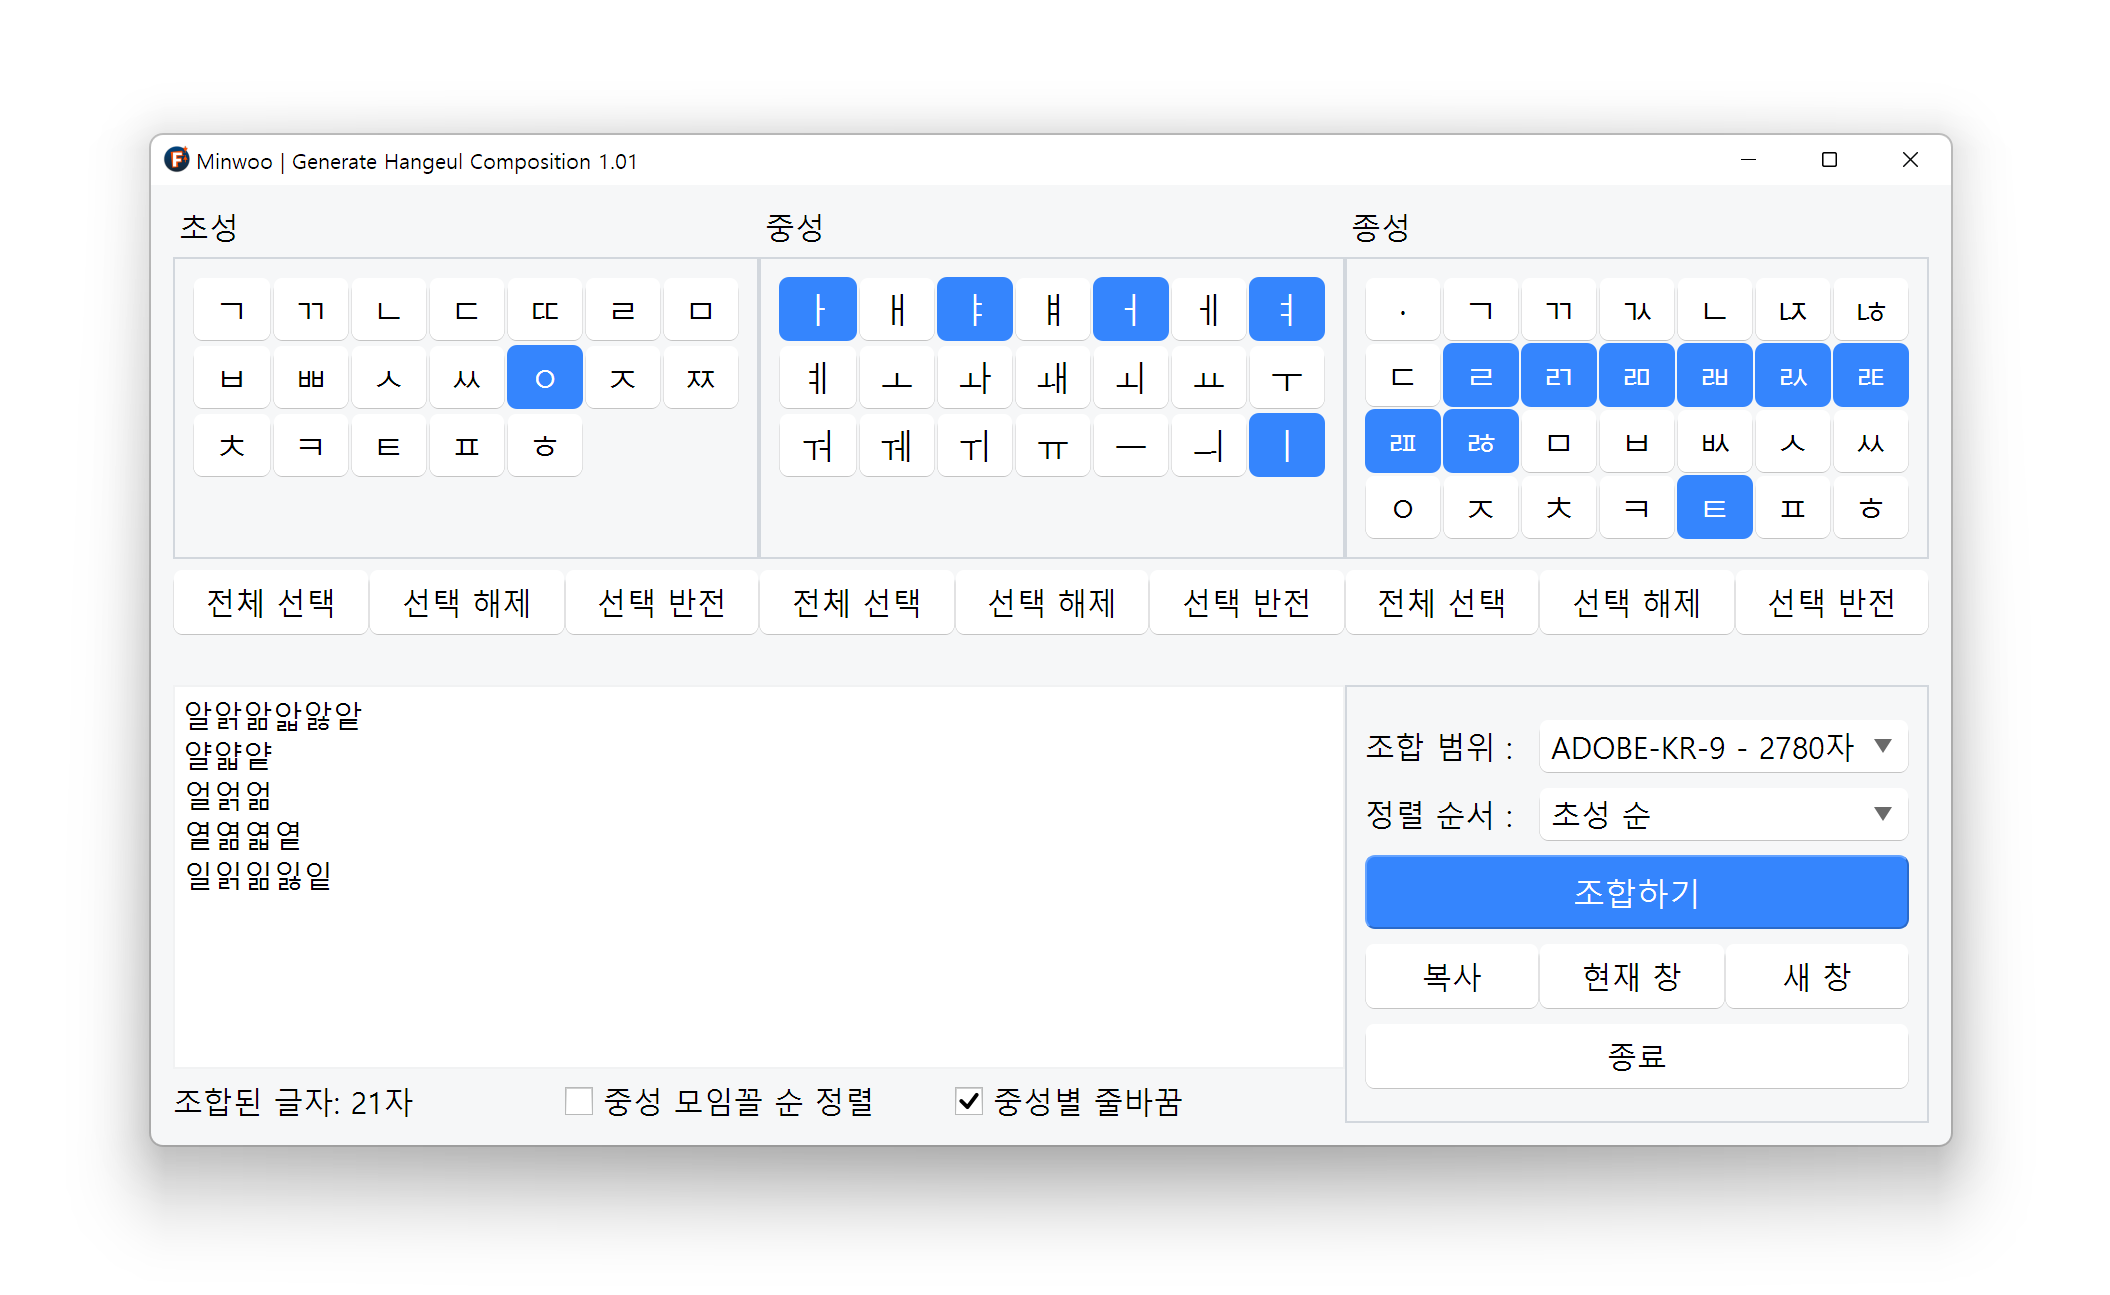 Minwoo | Generate Hangeul Composition 1.01
초성 중성 종성
ㄱ ㄲ ㄴ ㄷ ㄸ ㄹ ㅁ
ㅂ ㅃ ㅅ ㅆ ㅇ ㅈ ㅉ
ㅊ ㅋ ㅌ ㅍ ㅎ
ㅏ ㅐ ㅑ ㅒ ㅓ ㅔ ㅕ
ㅖ ㅗ ㅘ ㅙ ㅚ ㅛ ㅜ
ㅝ ㅞ ㅟ ㅠ ㅡ ㅢ ㅣ
· ㄱ ㄲ ㄳ ㄴ ㄵ ㄶ
ㄷ ㄹ ㄺ ㄻ ㄼ ㄽ ㄾ
ㄿ ㅀ ㅁ ㅂ ㅄ ㅅ ㅆ
ㅇ ㅈ ㅊ ㅋ ㅌ ㅍ ㅎ
전체 선택 선택 해제 선택 반전 전체 선택 선택 해제 선택 반전 전체 선택 선택 해제 선택 반전
알앍앎앏않앝
얄얇얕
얼얽얾
열엶엷옅
일읽읾잃잍
조합된 글자: 21자
중성 모임꼴 순 정렬
중성별 줄바꿈
조합 범위 : ADOBE-KR-9 - 2780자
정렬 순서 : 초성 순
조합하기
복사 현재 창 새 창
종료